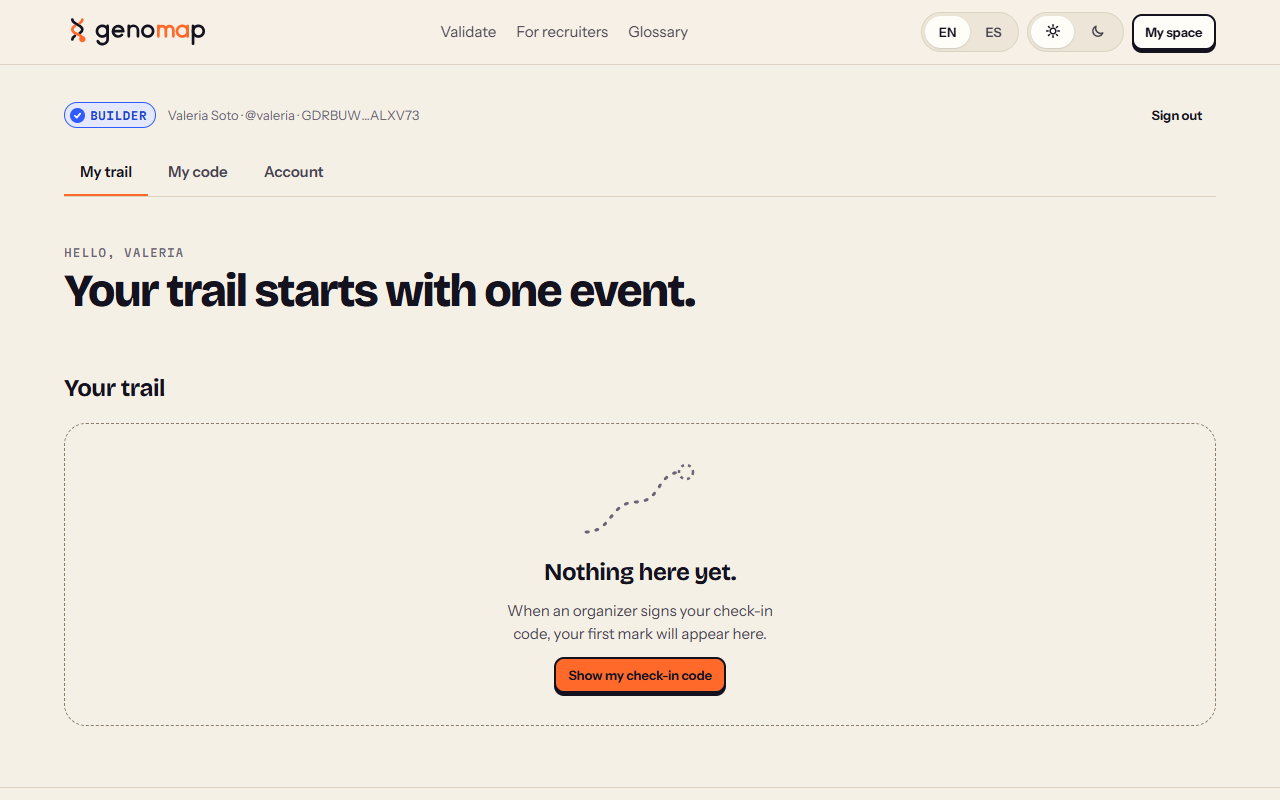 genomap
Validate For recruiters Glossary
EN ES
My space
BUILDER Valeria Soto · @valeria · GDRBUW…ALXV73
Sign out
My trail My code Account
HELLO, VALERIA
Your trail starts with one event.
Your trail
Nothing here yet.
When an organizer signs your check-in
code, your first mark will appear here.
Show my check-in code